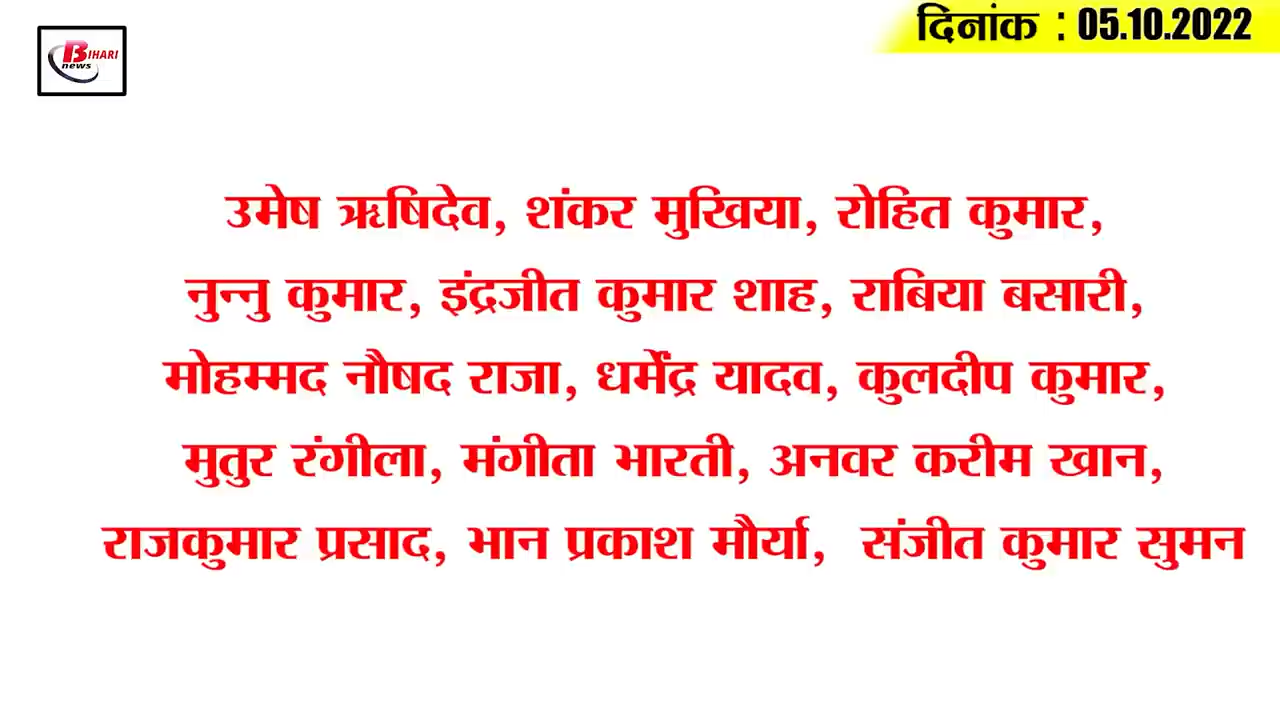 BIHARI
news
दिनांक : 05.10.2022
उमेष ऋषिदेव, शंकर मुखिया, रोहित कुमार,
नुन्नु कुमार, इंद्रजीत कुमार शाह, राबिया बसारी,
मोहम्मद नौषद राजा, धर्मेंद्र यादव, कुलदीप कुमार,
मुतुर रंगीला, मंगीता भारती, अनवर करीम खान,
राजकुमार प्रसाद, भान प्रकाश मौर्या, संजीत कुमार सुमन